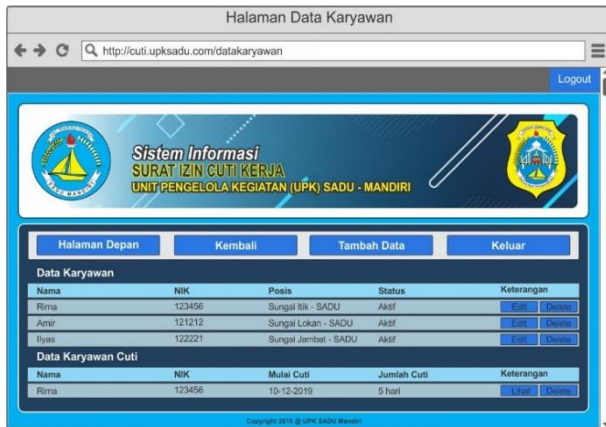 Halaman Data Karyawan
http://cuti.upksadu.com/datakaryawan
Logout
Sistem Informasi
SURAT IZIN CUTI KERJA
UNIT PENGELOLA KEGIATAN (UPK) SADU - MANDIRI
Halaman Depan Kembali Tambah Data Keluar
Data Karyawan
Nama NIK Posis Status Keterangan
Rima 123456 Sungai Itik - SADU Aktif Edit Delete
Amir 121212 Sungai Lokan - SADU Aktif Edit Delete
Ilyas 122221 Sungai Jambat - SADU Aktif Edit Delete
Data Karyawan Cuti
Nama NIK Mulai Cuti Jumlah Cuti Keterangan
Rima 123456 10-12-2019 5 hari Lihat Delete
Copyright 2019 @ UPK SADU Mandiri